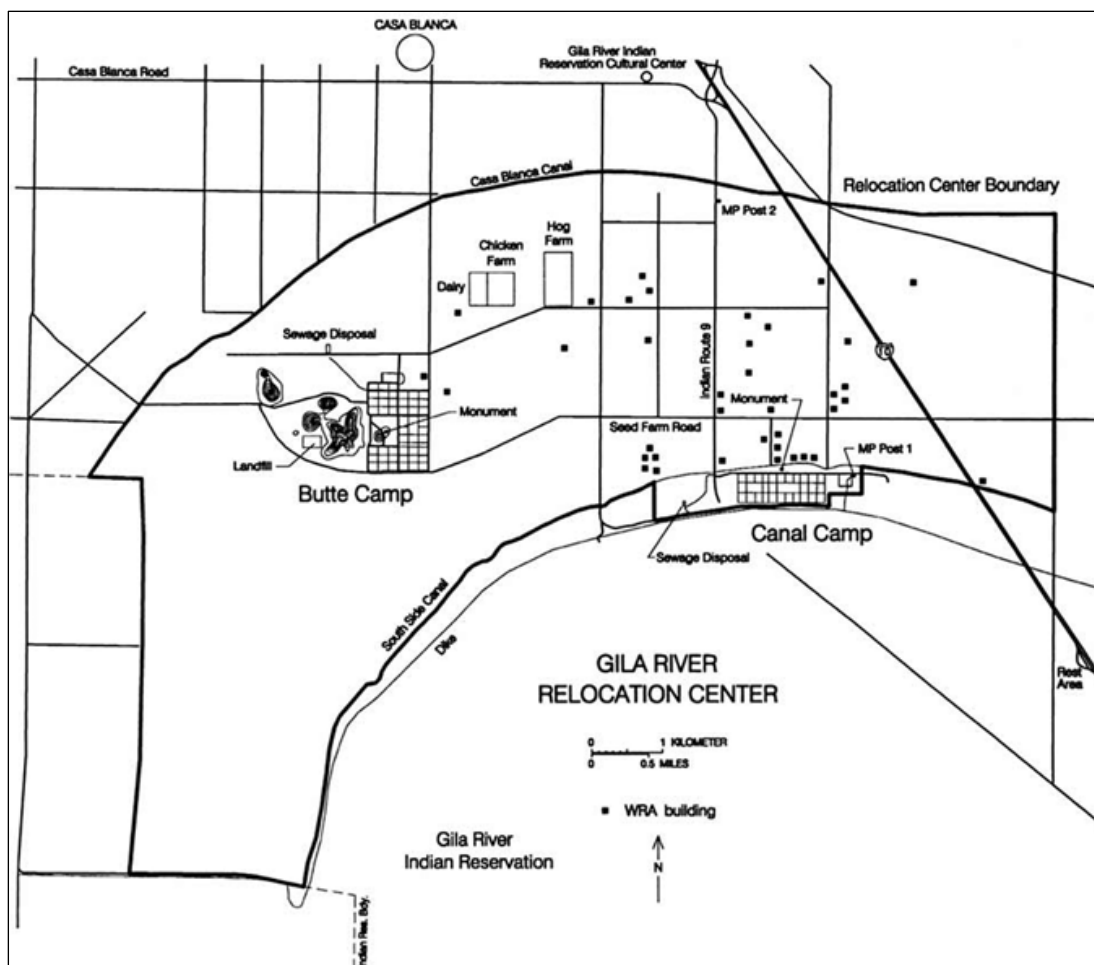 CASA BLANCA
Gila River Indian
Reservation Cultural Center
Casa Blanca Road
Casa Blanca Canal
Relocation Center Boundary
MP Post 2
Hog
Farm
Chicken
Farm
Dairy
Sewage Disposal
Indian Route 9
10
Monument
Monument
Seed Farm Road
MP Post 1
Landfill
Butte Camp
Canal Camp
Sewage Disposal
South Side Canal
Dike
GILA RIVER
RELOCATION CENTER
Rest
Area
0 1 KILOMETER
0 0.5 MILES
WRA building
Gila River
Indian Reservation
N
Indian Res. Bdy.